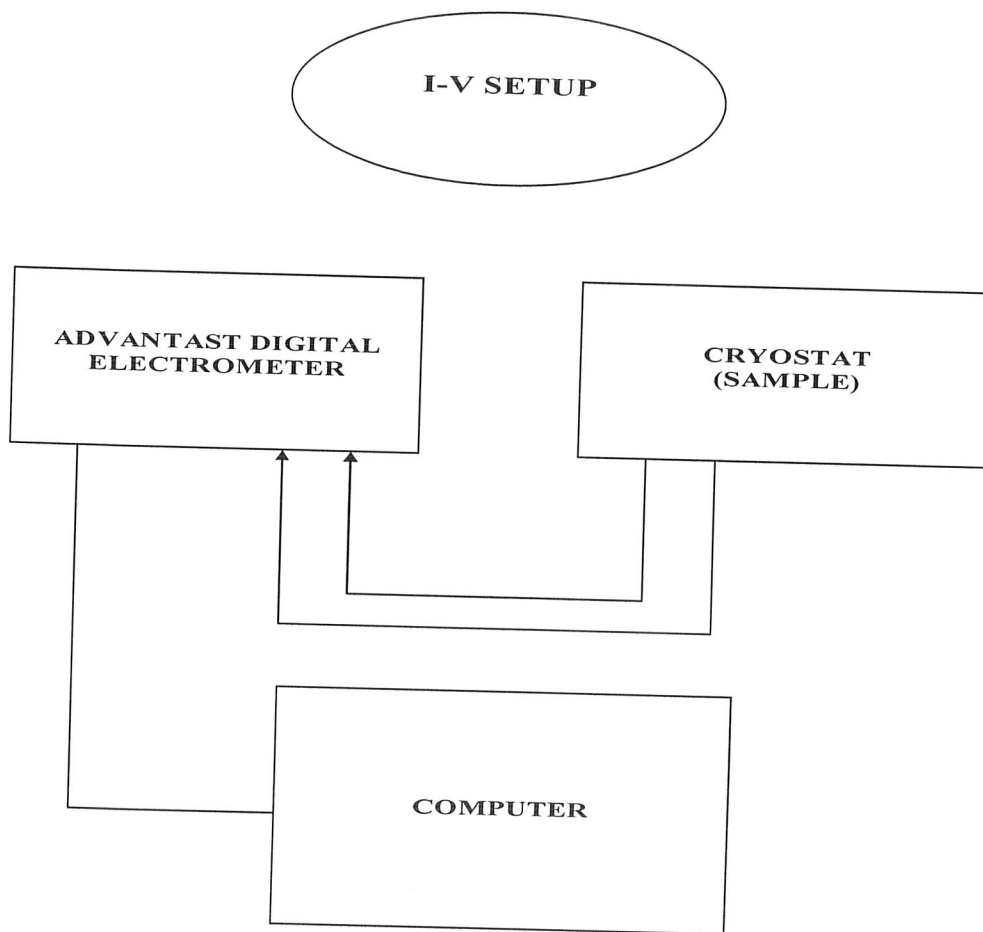 I-V SETUP
ADVANTAST DIGITAL
ELECTROMETER
CRYOSTAT
(SAMPLE)
COMPUTER